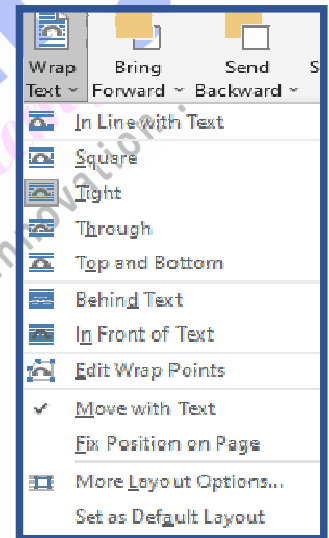 Wrap Bring Send S
Text Forward Backward
In Line with Text
Square
Tight
Through
Top and Bottom
Behind Text
In Front of Text
Edit Wrap Points
Move with Text
Fix Position on Page
More Layout Options...
Set as Default Layout
nnovation